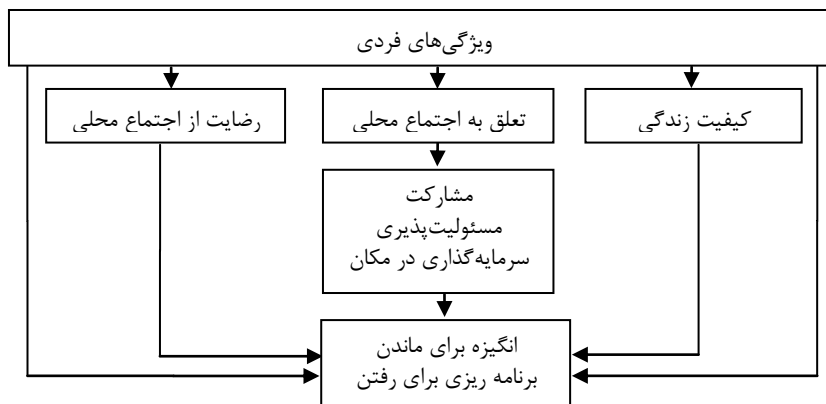 ویژگی‌های فردی
کیفیت زندگی
تعلق به اجتماع محلی
رضایت از اجتماع محلی
مشارکت
مسئولیت‌پذیری
سرمایه‌گذاری در مکان
انگیزه برای ماندن
برنامه ریزی برای رفتن